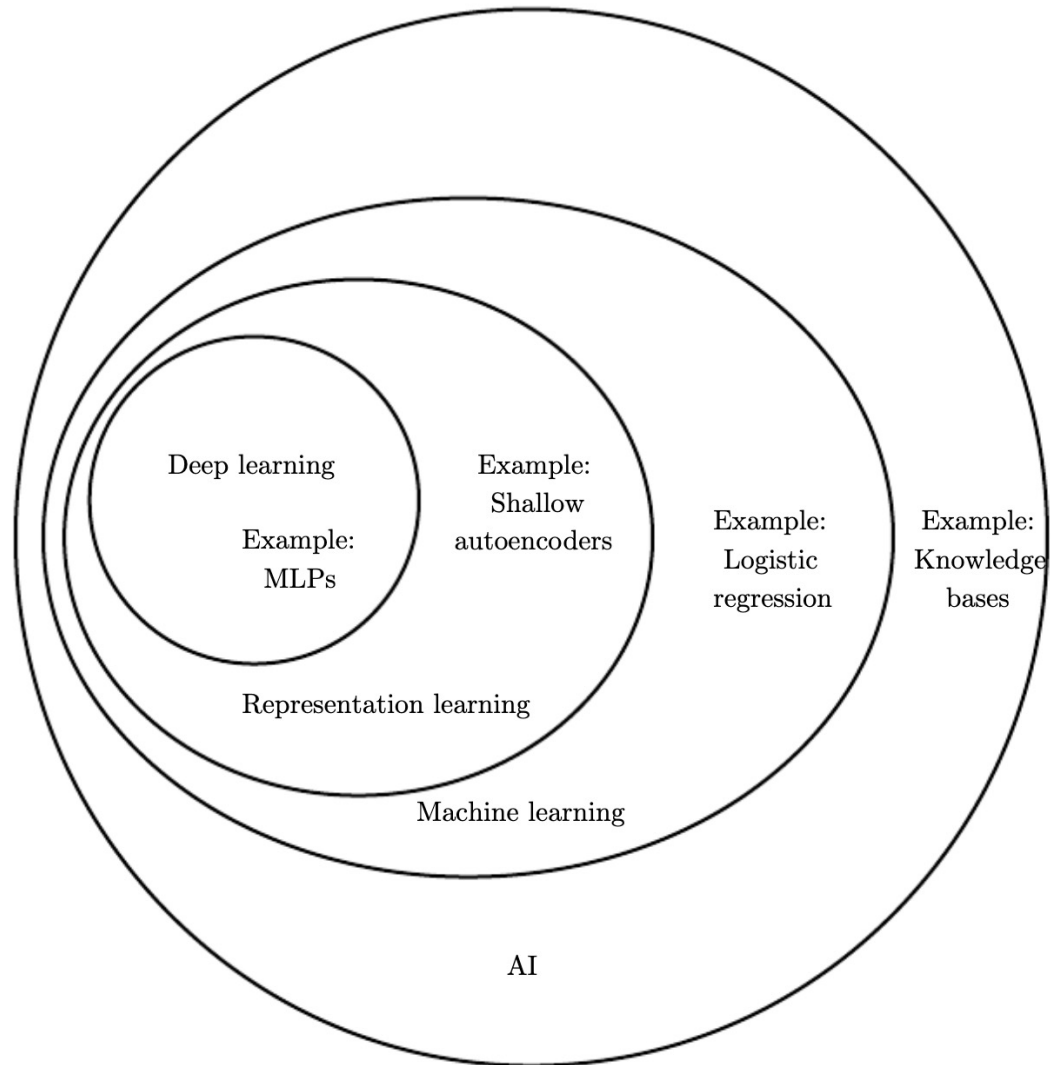 Deep learning
Example:
MLPs
Example:
Shallow
autoencoders
Example:
Logistic
regression
Example:
Knowledge
bases
Representation learning
Machine learning
AI